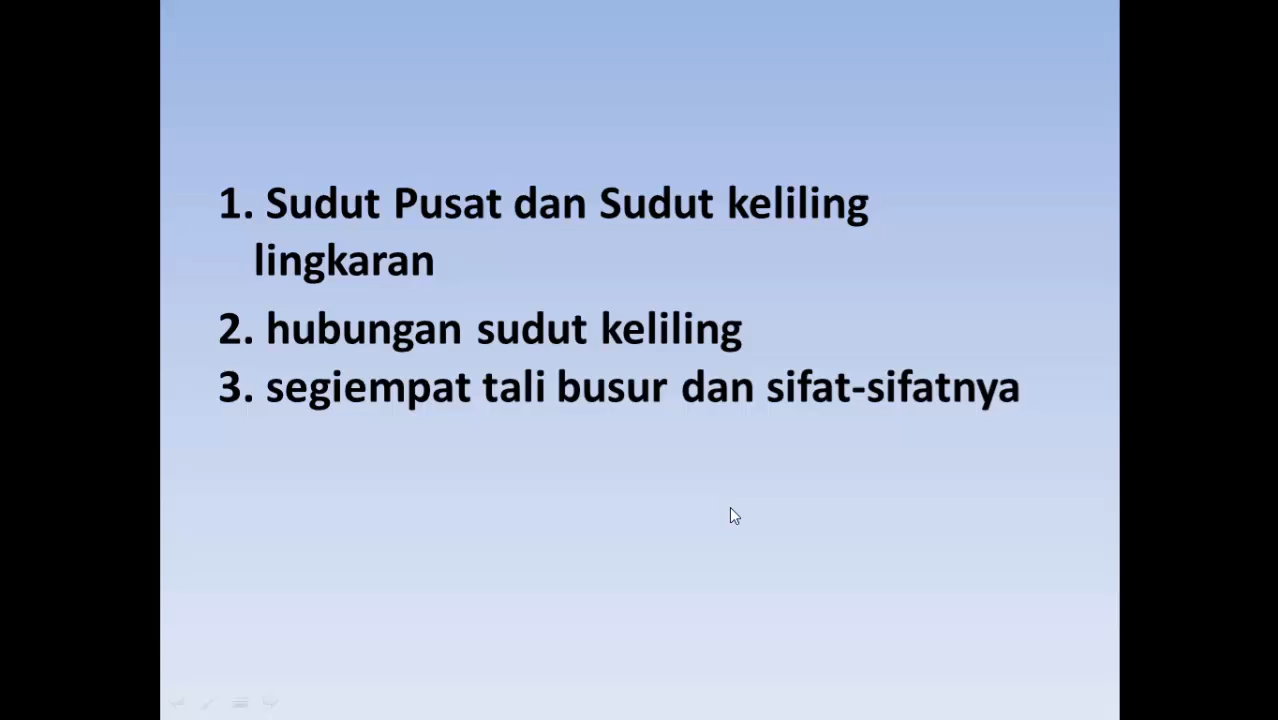 1. Sudut Pusat dan Sudut keliling
lingkaran
2. hubungan sudut keliling
3. segiempat tali busur dan sifat-sifatnya